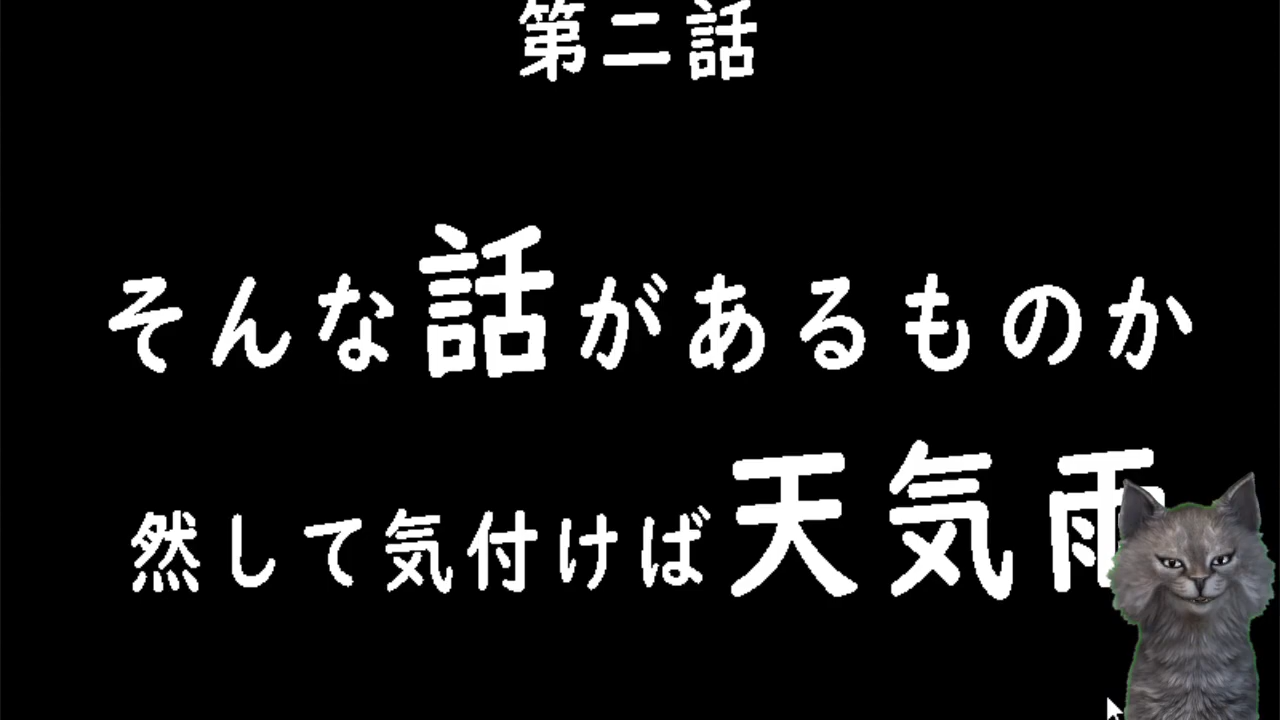 第二話
そんな話があるものか
然して気付けば天気雨